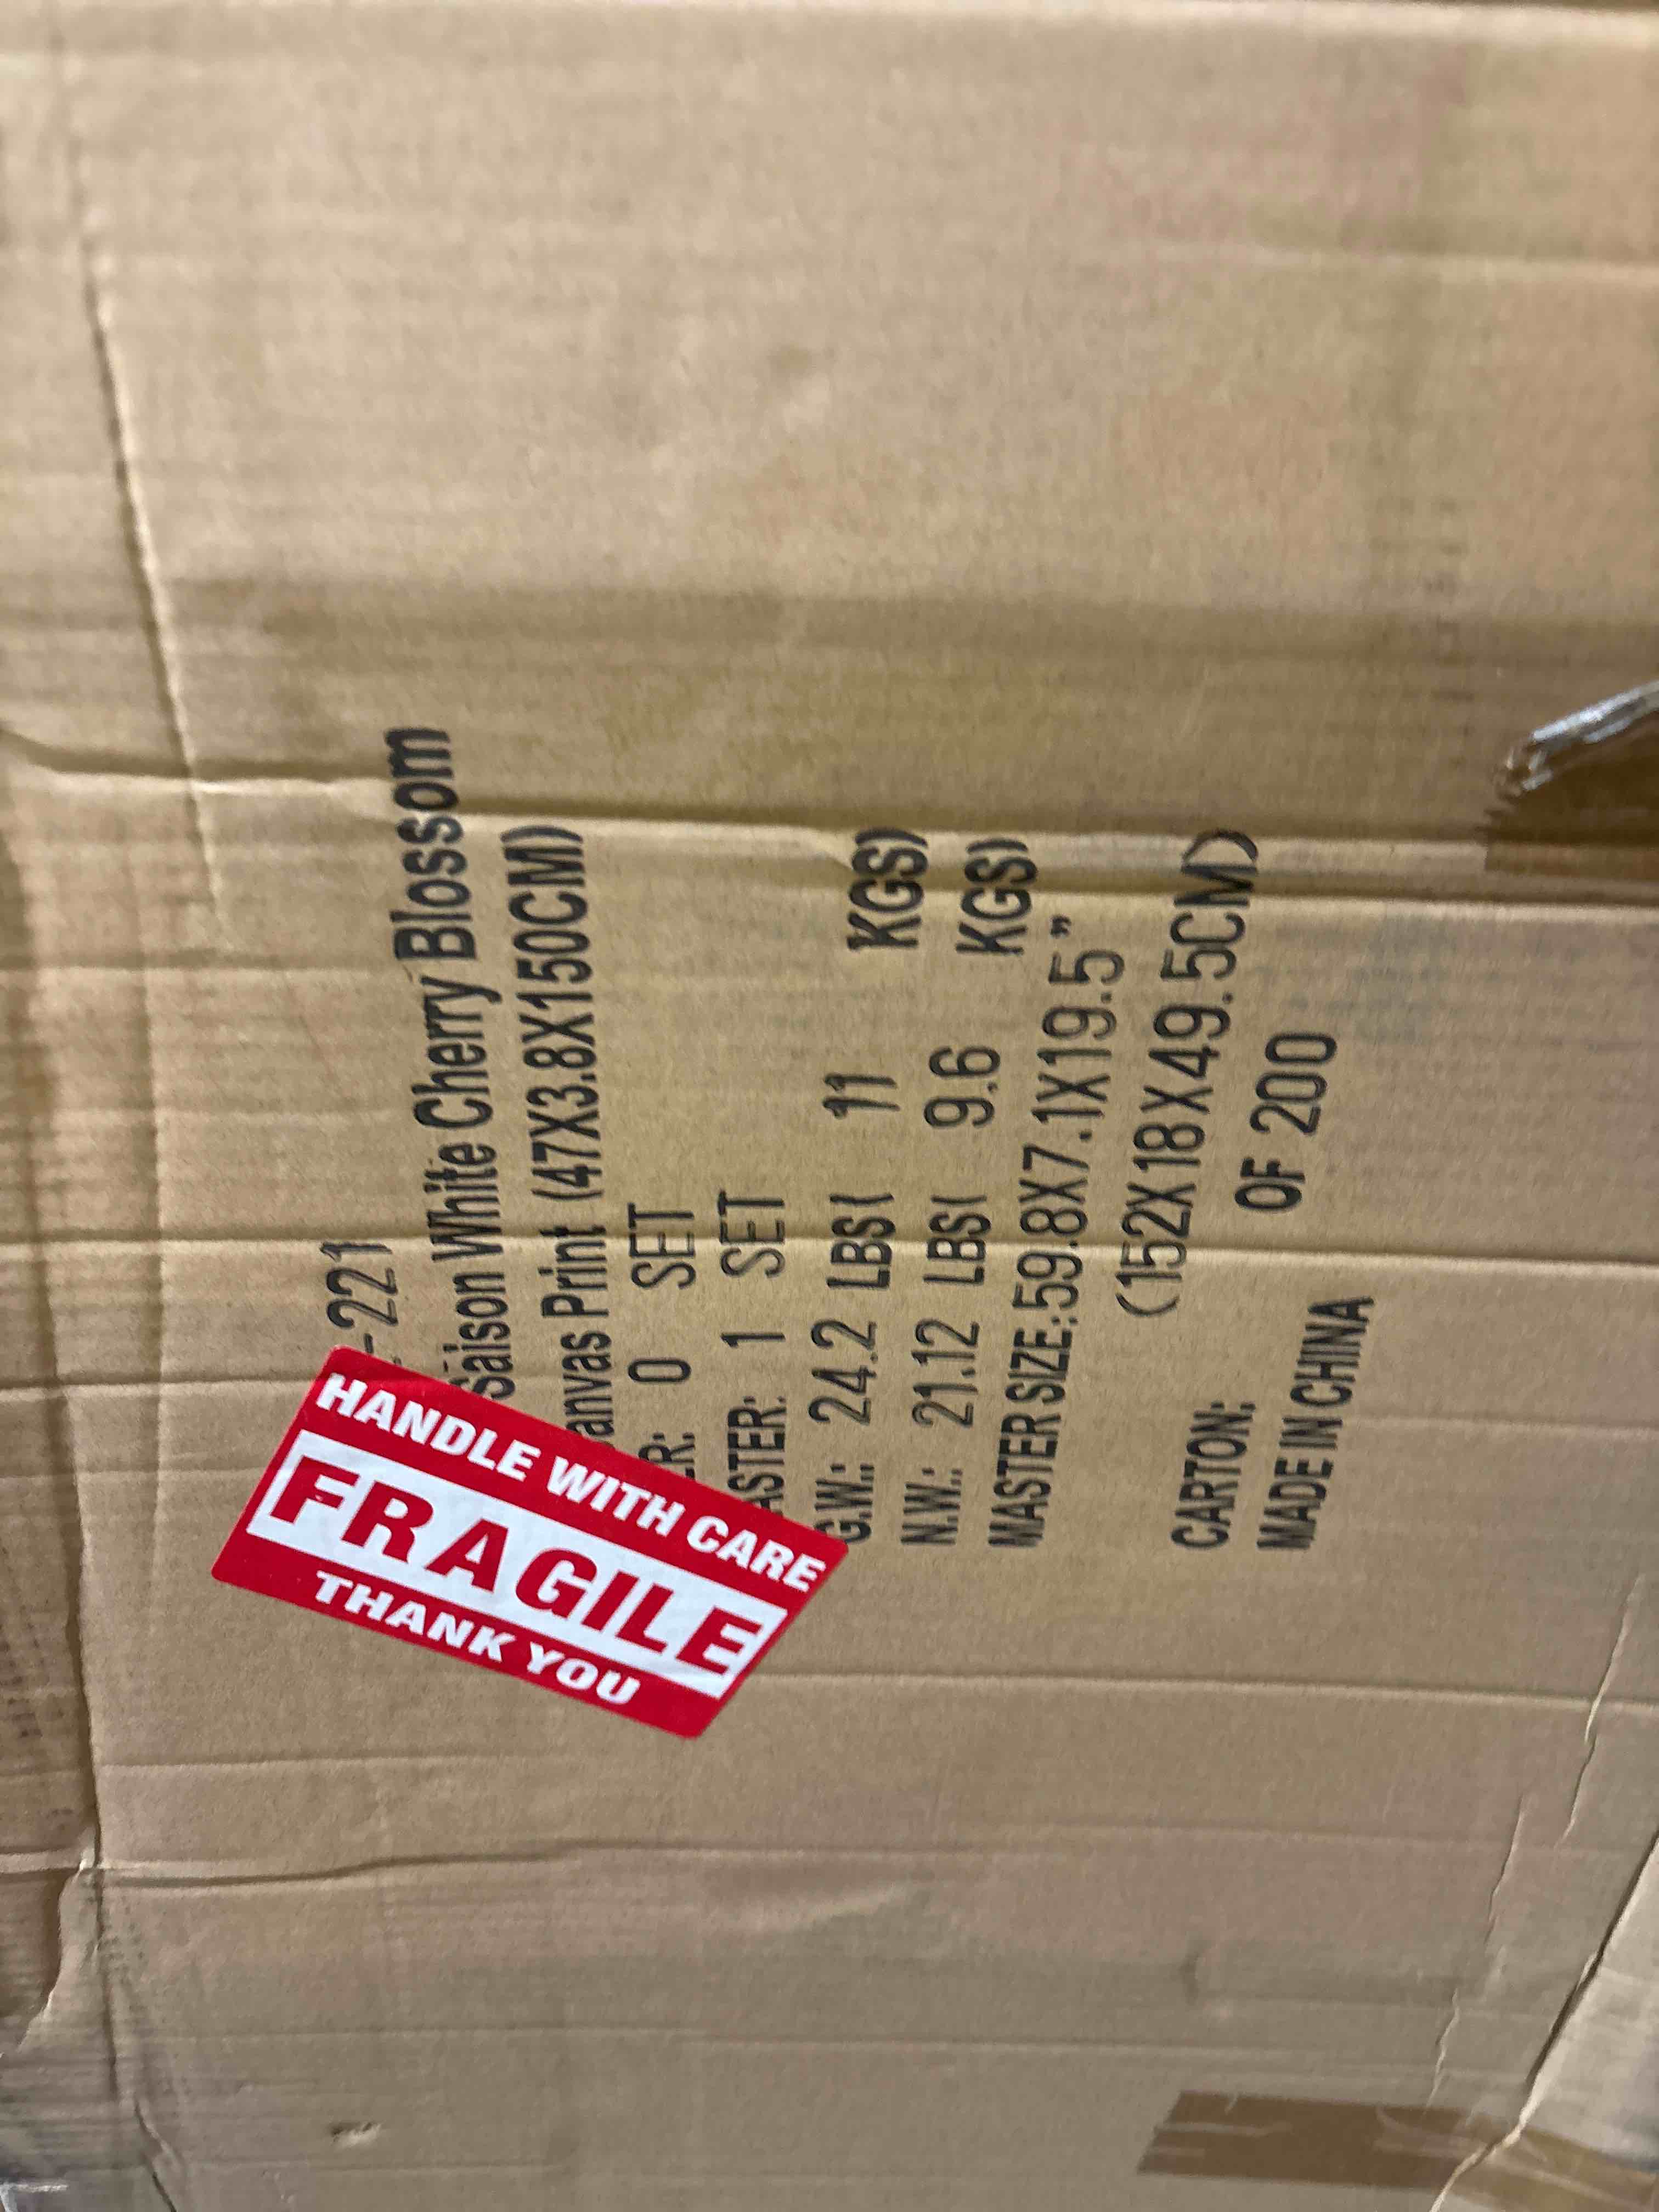 -221
Saison White Cherry Blossom
anvas Print (47X3.8X150CM)
ER: 0 SET
ASTER: 1 SET
G.W.: 24.2 LBS( 11 KGS)
N.W.: 21.12 LBS( 9.6 KGS)
MASTER SIZE:59.8X7.1X19.5"
(152X18X49.5CM)
CARTON: OF 200
MADE IN CHINA
HANDLE WITH CARE
FRAGILE
THANK YOU